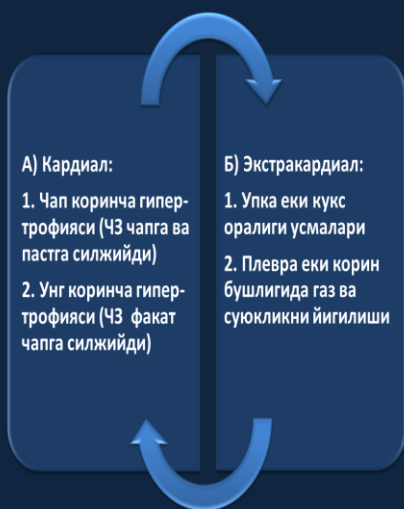 А) Кардиал:
1. Чап коринча гипер-
трофияси (ЧЗ чапга ва
пастга силжийди)
2. Унг коринча гипер-
трофияси (ЧЗ факат
чапга силжийди)
Б) Экстракардиал:
1. Упка еки кукс
оралиги усмалари
2. Плевра еки корин
бушлигида газ ва
суюкликни йигилиши